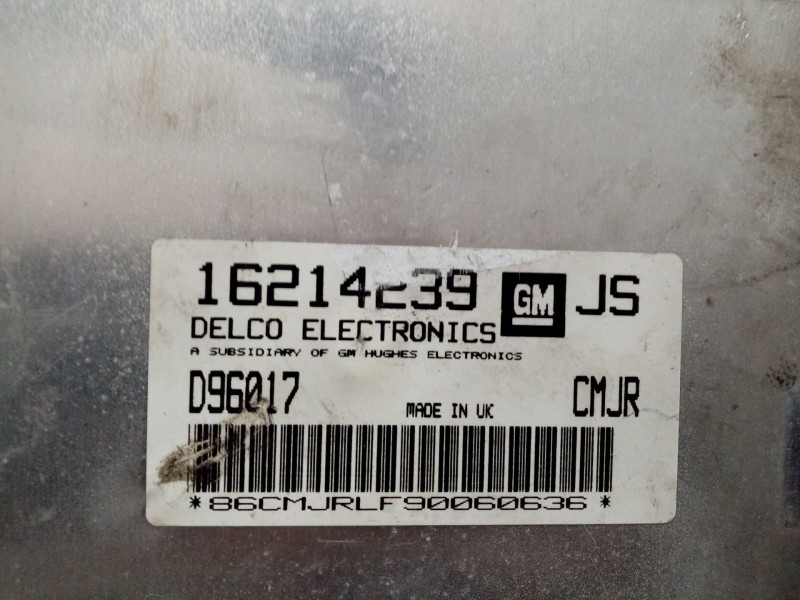 16214239 GM JS
DELCO ELECTRONICS
A SUBSIDIARY OF GM HUGHES ELECTRONICS
D96017 MADE IN UK CMJR
*86CMJRLF90060636*